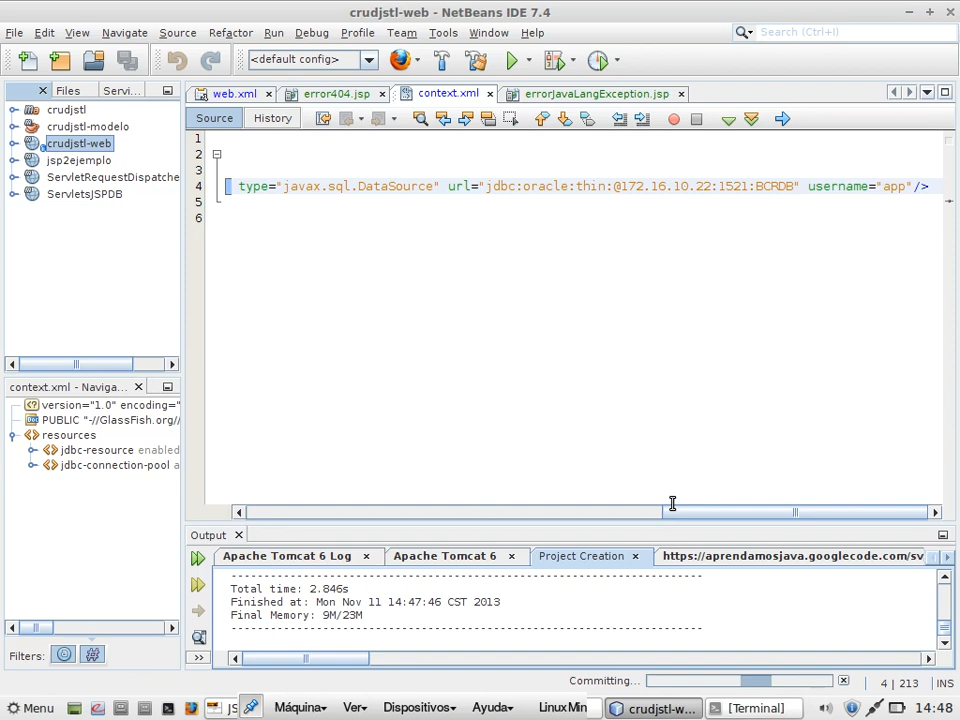 crudjstl-web - NetBeans IDE 7.4
File Edit View Navigate Source Refactor Run Debug Profile Team Tools Window Help
Search (Ctrl+I)
<default config>
Files Servi...
web.xml error404.jsp context.xml errorJavaLangException.jsp
Source History
crudjstl
crudjstl-modelo
crudjstl-web
jsp2ejemplo
ServletRequestDispatche
ServletsJSPDB
1
2
3
4 type="javax.sql.DataSource" url="jdbc:oracle:thin:@172.16.10.22:1521:BCRDB" username="app"/>
5
6
context.xml - Naviga...
version="1.0" encoding="
PUBLIC "-//GlassFish.org//
resources
jdbc-resource enabled
jdbc-connection-pool a
Filters:
Output
Apache Tomcat 6 Log Apache Tomcat 6 Project Creation https://aprendamosjava.googlecode.com/sv
------------------------------------------------------------------------
Total time: 2.846s
Finished at: Mon Nov 11 14:47:46 CST 2013
Final Memory: 9M/23M
------------------------------------------------------------------------
Committing...
4 | 213 INS
Menu JS Máquina Ver Dispositivos Ayuda LinuxMin crudjstl-w... [Terminal] 14:48